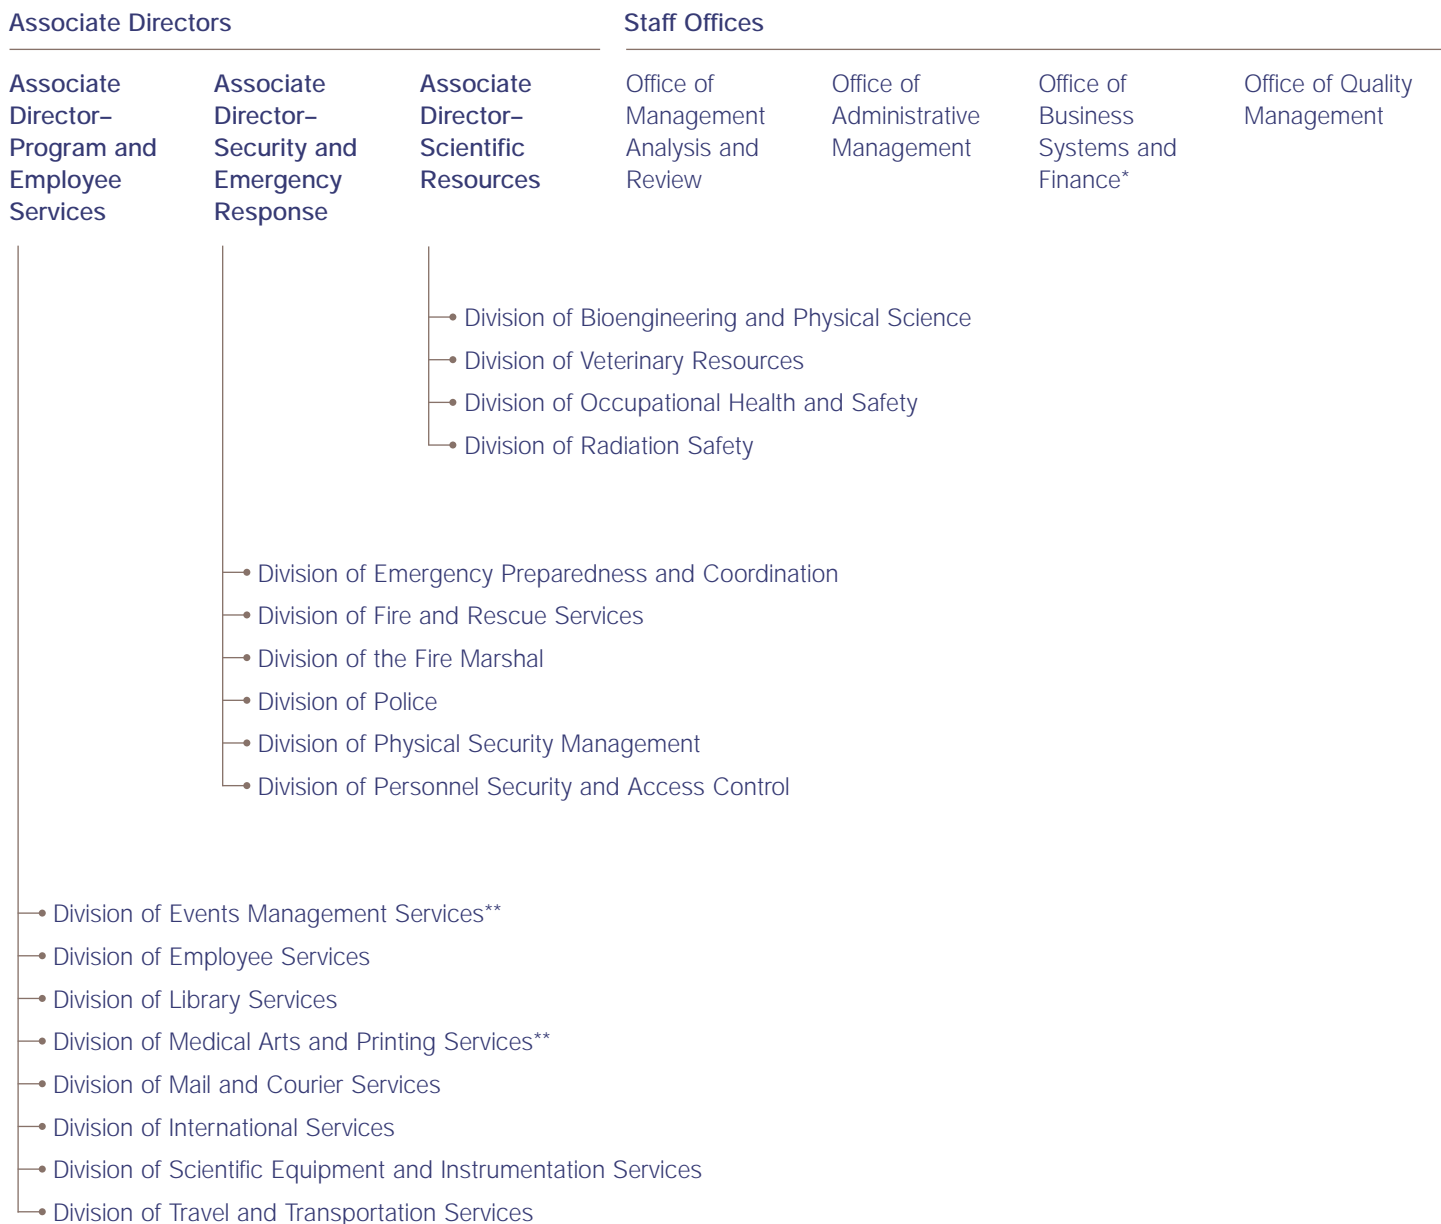 Associate Directors
Staff Offices
Associate
Director–
Program and
Employee
Services
Associate
Director–
Security and
Emergency
Response
Associate
Director–
Scientific
Resources
Office of
Management
Analysis and
Review
Office of
Administrative
Management
Office of
Business
Systems and
Finance*
Office of Quality
Management
Division of Bioengineering and Physical Science
Division of Veterinary Resources
Division of Occupational Health and Safety
Division of Radiation Safety
Division of Emergency Preparedness and Coordination
Division of Fire and Rescue Services
Division of the Fire Marshal
Division of Police
Division of Physical Security Management
Division of Personnel Security and Access Control
Division of Events Management Services**
Division of Employee Services
Division of Library Services
Division of Medical Arts and Printing Services**
Division of Mail and Courier Services
Division of International Services
Division of Scientific Equipment and Instrumentation Services
Division of Travel and Transportation Services